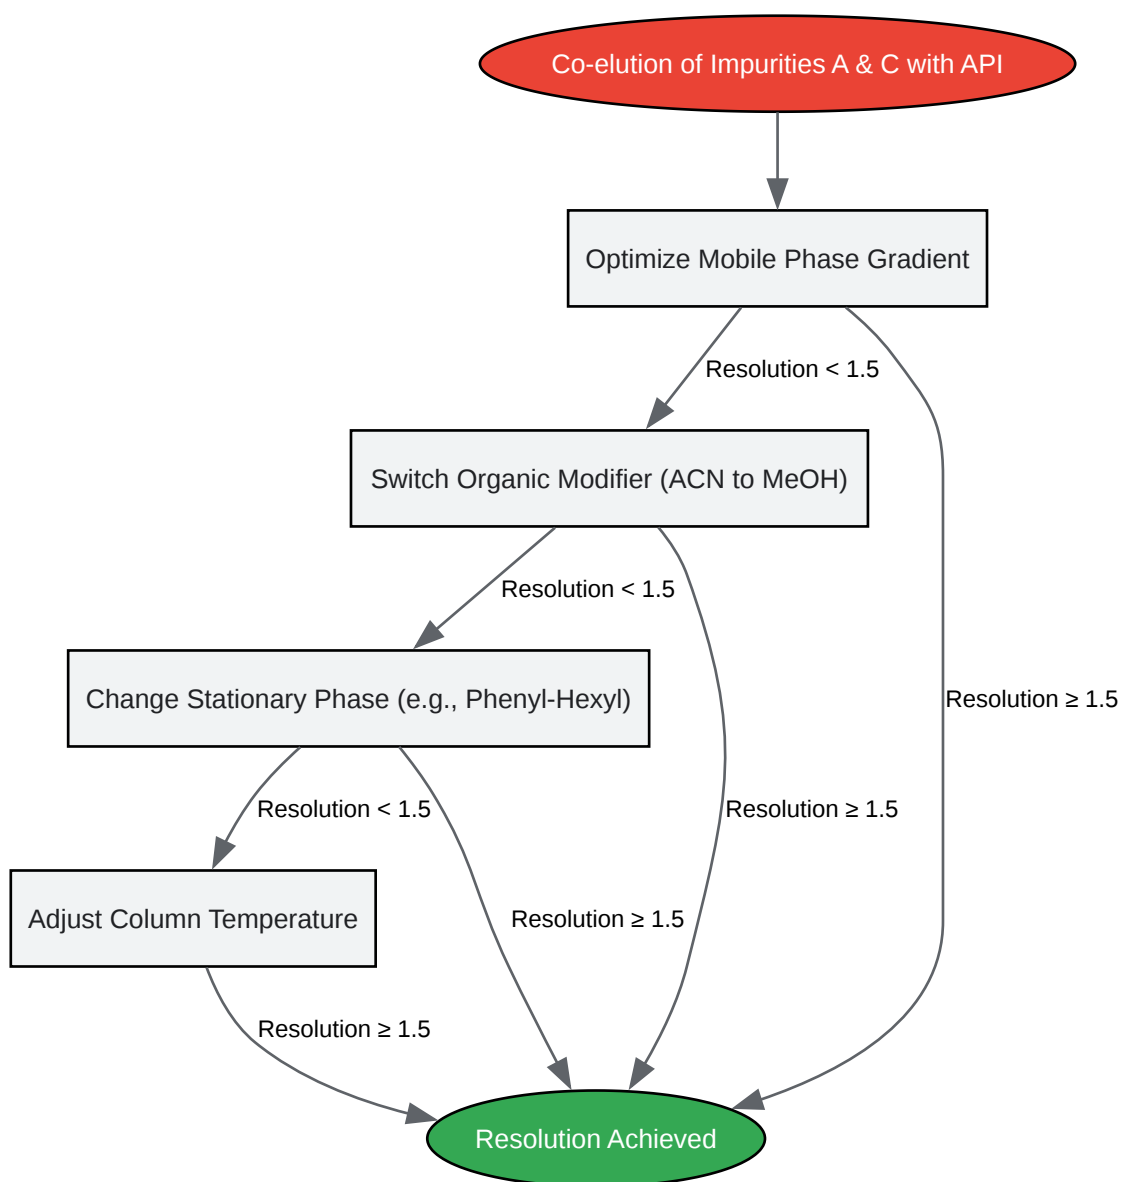 Co-elution of Impurities A & C with API
Optimize Mobile Phase Gradient
Resolution < 1.5
Switch Organic Modifier (ACN to MeOH)
Resolution < 1.5
Change Stationary Phase (e.g., Phenyl-Hexyl)
Resolution ≥ 1.5
Resolution < 1.5
Resolution ≥ 1.5
Adjust Column Temperature
Resolution ≥ 1.5
Resolution ≥ 1.5
Resolution Achieved